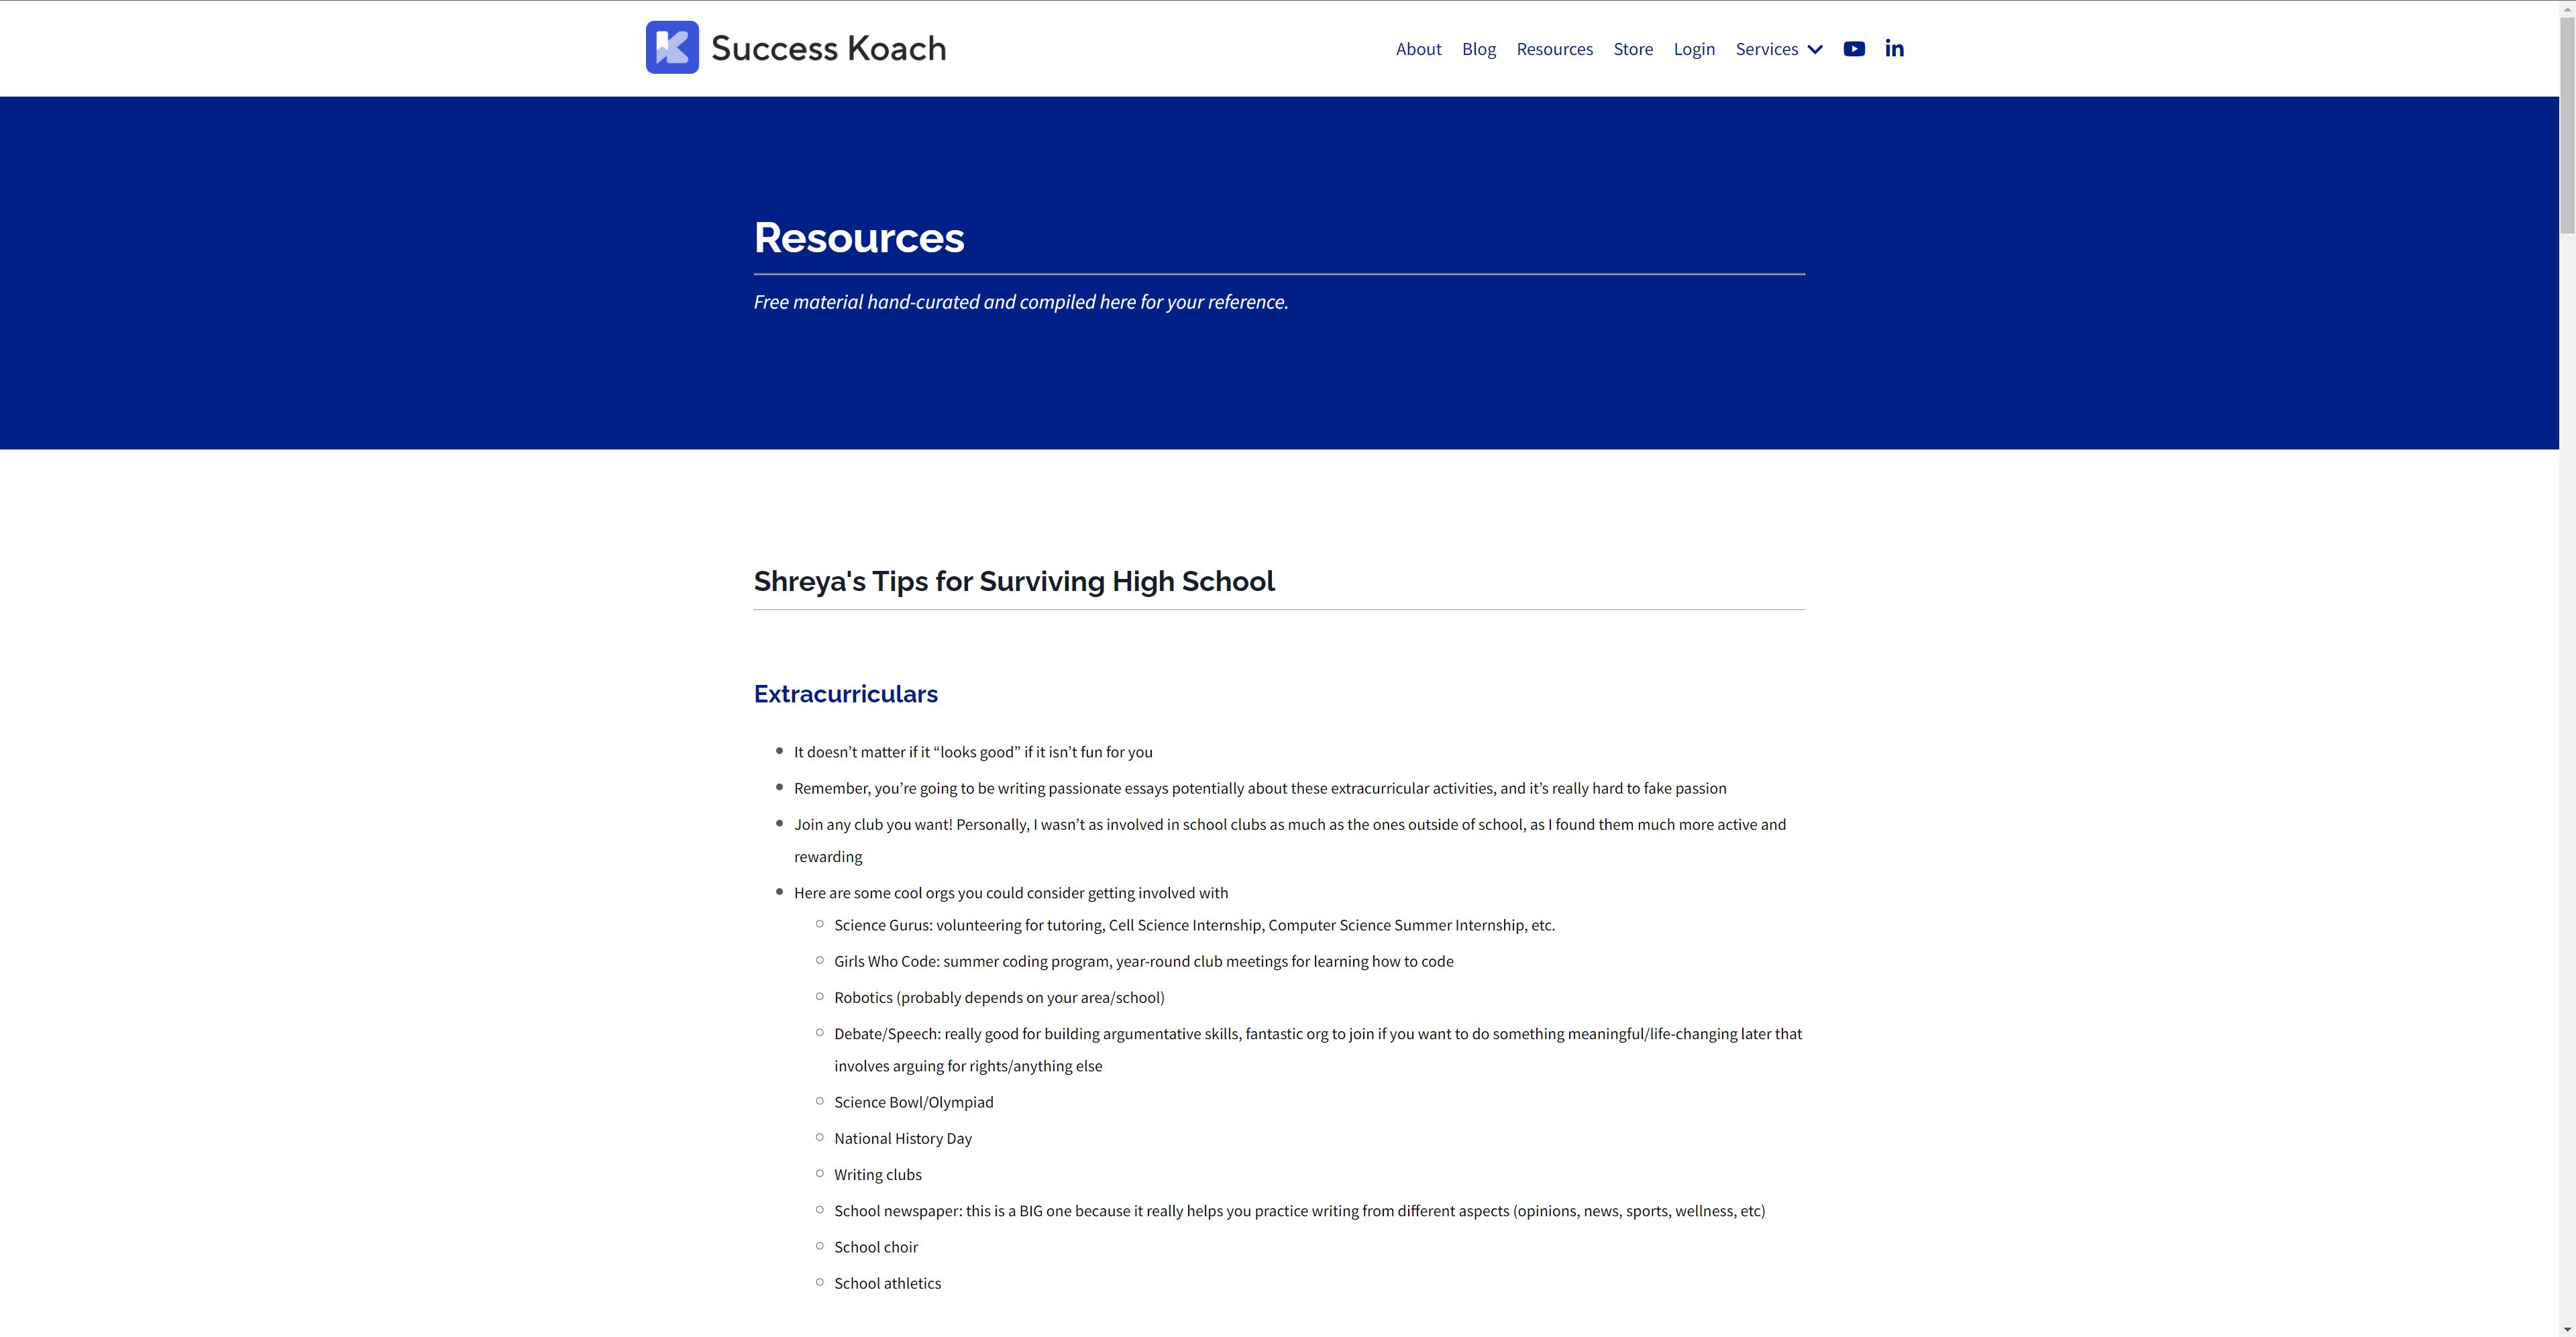 Success Koach
About Blog Resources Store Login Services
Resources
Free material hand-curated and compiled here for your reference.
Shreya's Tips for Surviving High School
Extracurriculars
It doesn’t matter if it “looks good” if it isn’t fun for you
Remember, you’re going to be writing passionate essays potentially about these extracurricular activities, and it’s really hard to fake passion
Join any club you want! Personally, I wasn’t as involved in school clubs as much as the ones outside of school, as I found them much more active and
rewarding
Here are some cool orgs you could consider getting involved with
Science Gurus: volunteering for tutoring, Cell Science Internship, Computer Science Summer Internship, etc.
Girls Who Code: summer coding program, year-round club meetings for learning how to code
Robotics (probably depends on your area/school)
Debate/Speech: really good for building argumentative skills, fantastic org to join if you want to do something meaningful/life-changing later that
involves arguing for rights/anything else
Science Bowl/Olympiad
National History Day
Writing clubs
School newspaper: this is a BIG one because it really helps you practice writing from different aspects (opinions, news, sports, wellness, etc)
School choir
School athletics